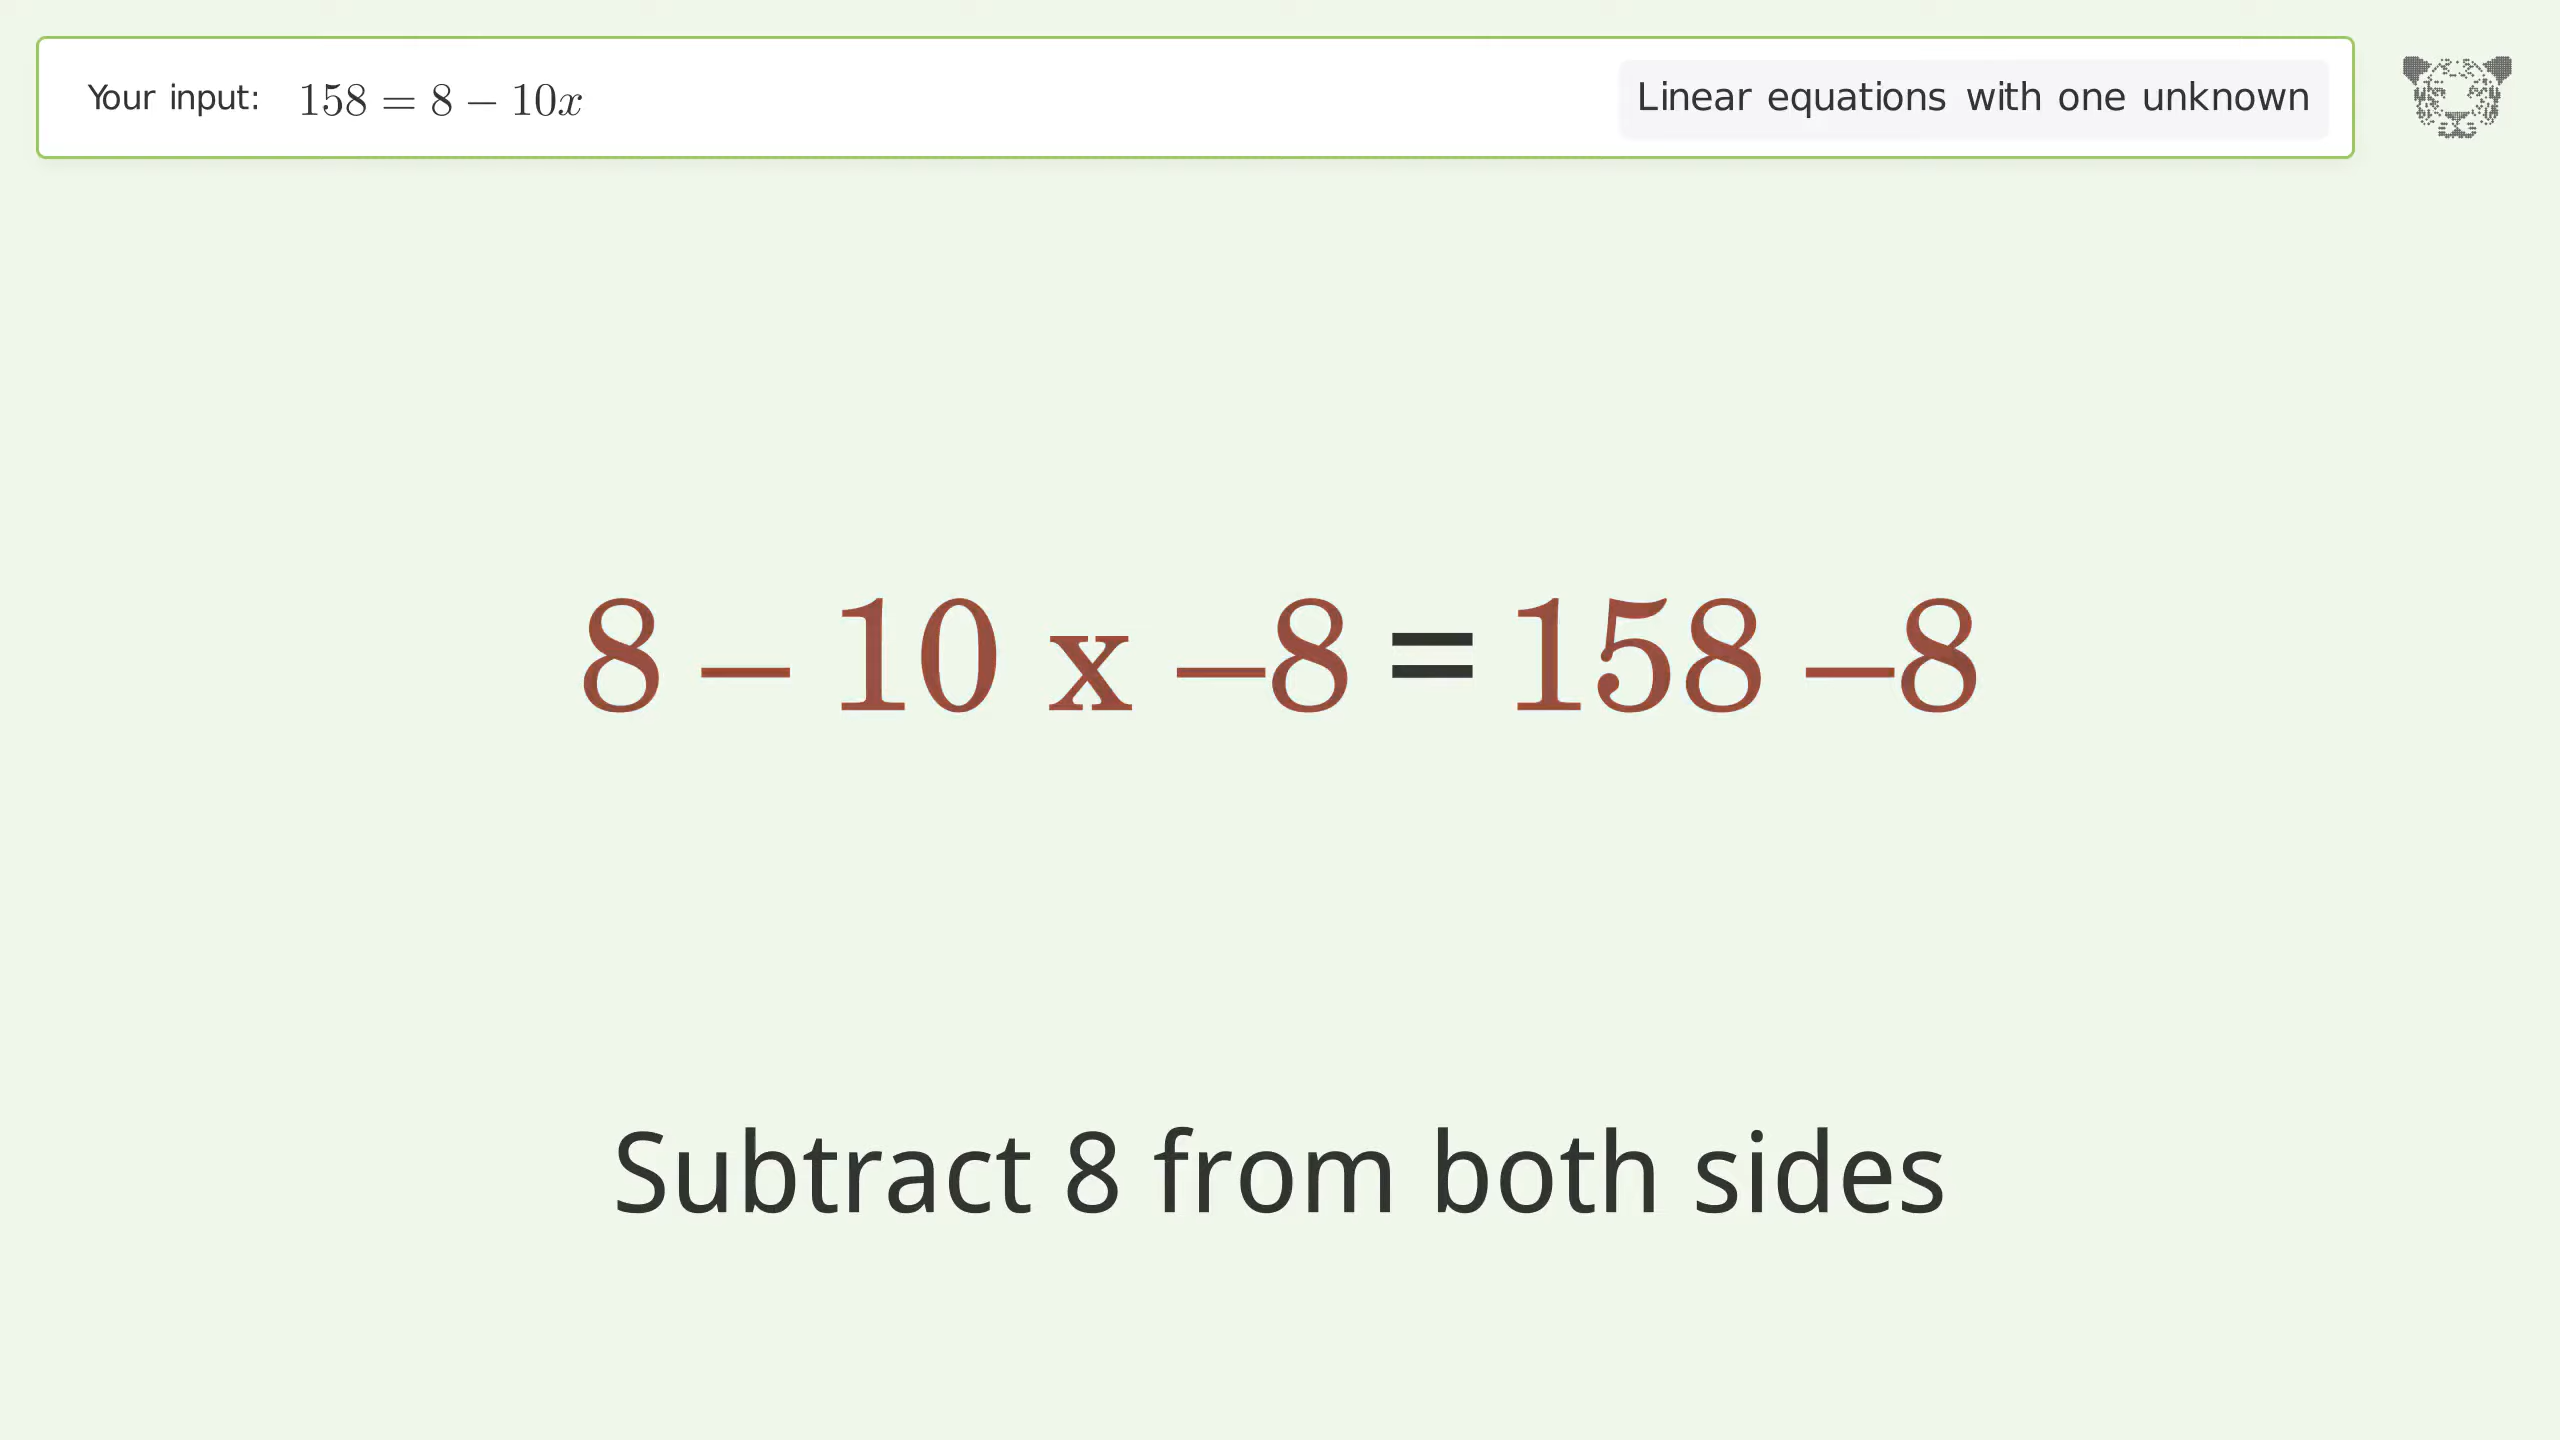 Your input: 158 = 8 − 10x
Linear equations with one unknown
8 – 10 x –8 = 158 –8
Subtract 8 from both sides